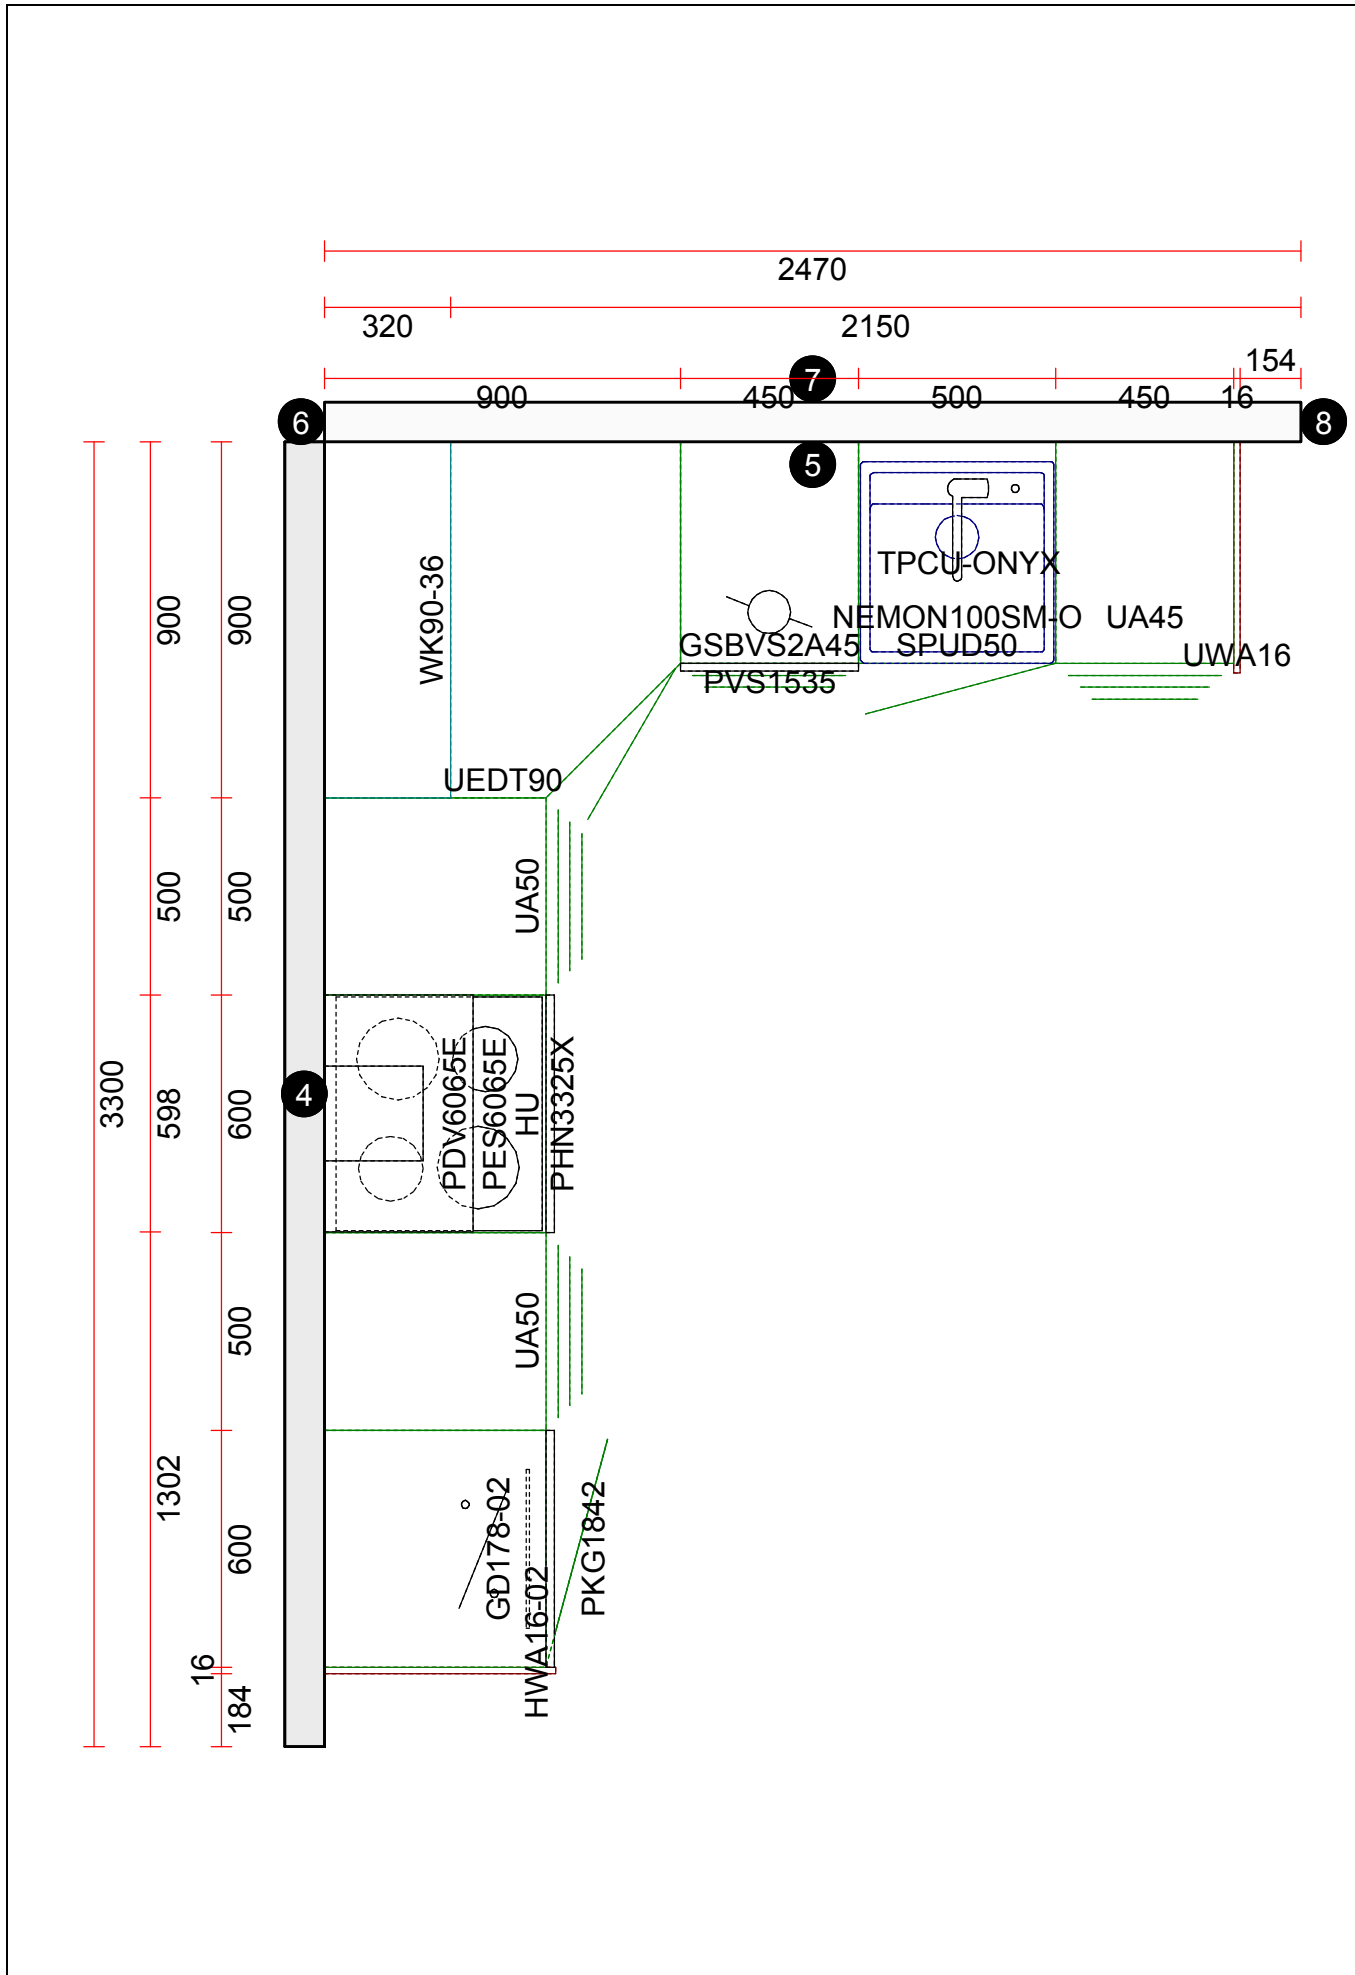 2470
320
2150
154
7
900
450
500
450
16
6
8
5
TPCU-ONYX
NEMON100SM-O
UA45
GSBVS2A45
SPUD50
UWA16
PVS1535
WK90-36
900
900
UEDT90
500
500
UA50
3300
598
600
4
PDV6065E
PES6065E
HU
PHN3325X
500
UA50
1302
600
GD178-02
PKG1842
HWA16-02
16
184